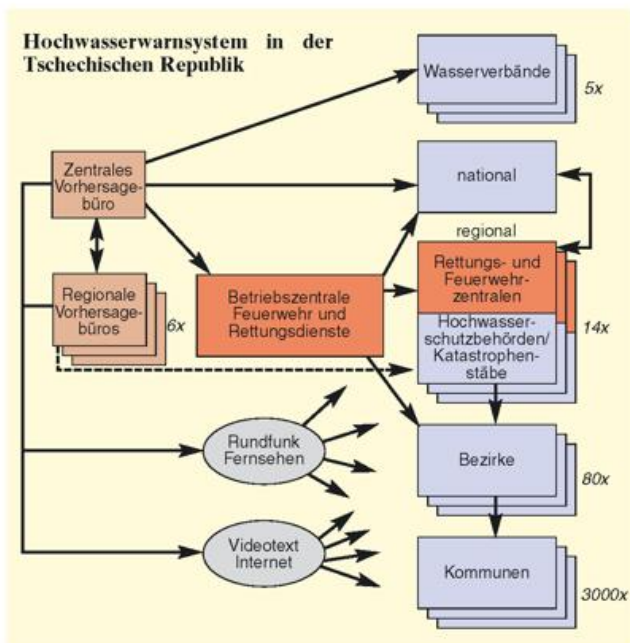 Hochwasserwarnsystem in der
Tschechischen Republik
Wasserverbände
5x
Zentrales
Vorhersage-
büro
national
regional
Regionale
Vorhersage-
büros
6x
Betriebszentrale
Feuerwehr und
Rettungsdienste
Rettungs- und
Feuerwehr-
zentralen
Hochwasser-
schutzbehörden/
Katastrophen-
stäbe
14x
Rundfunk
Fernsehen
Bezirke
80x
Videotext
Internet
Kommunen
3000x